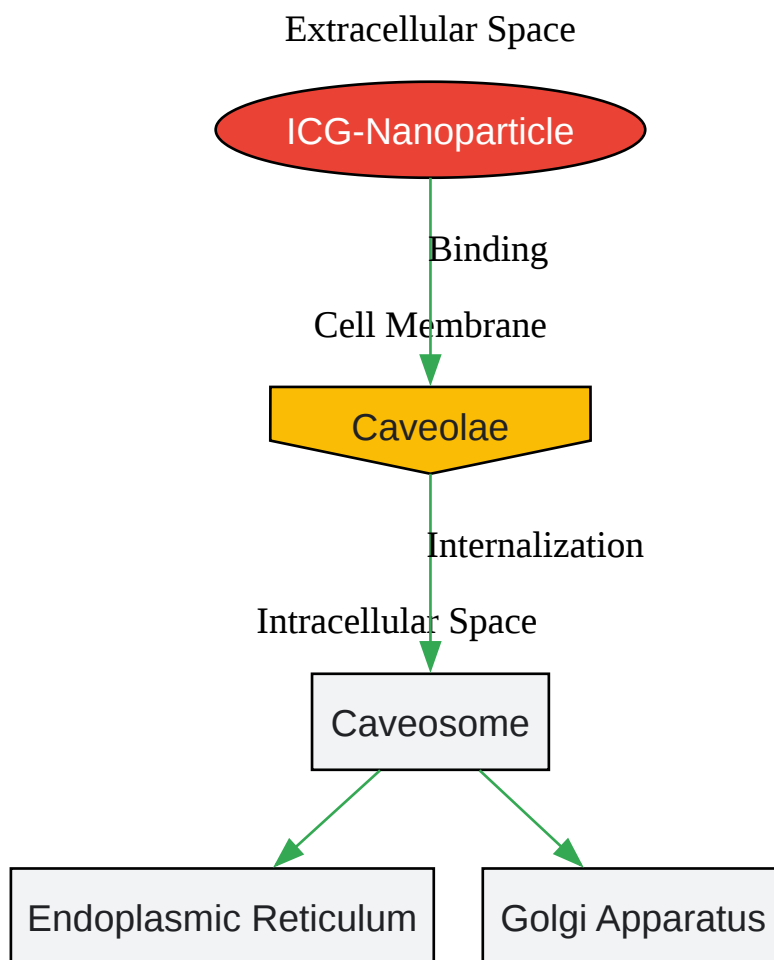 Extracellular Space
ICG-Nanoparticle
Binding
Cell Membrane
Caveolae
Internalization
Intracellular Space
Caveosome
Endoplasmic Reticulum
Golgi Apparatus